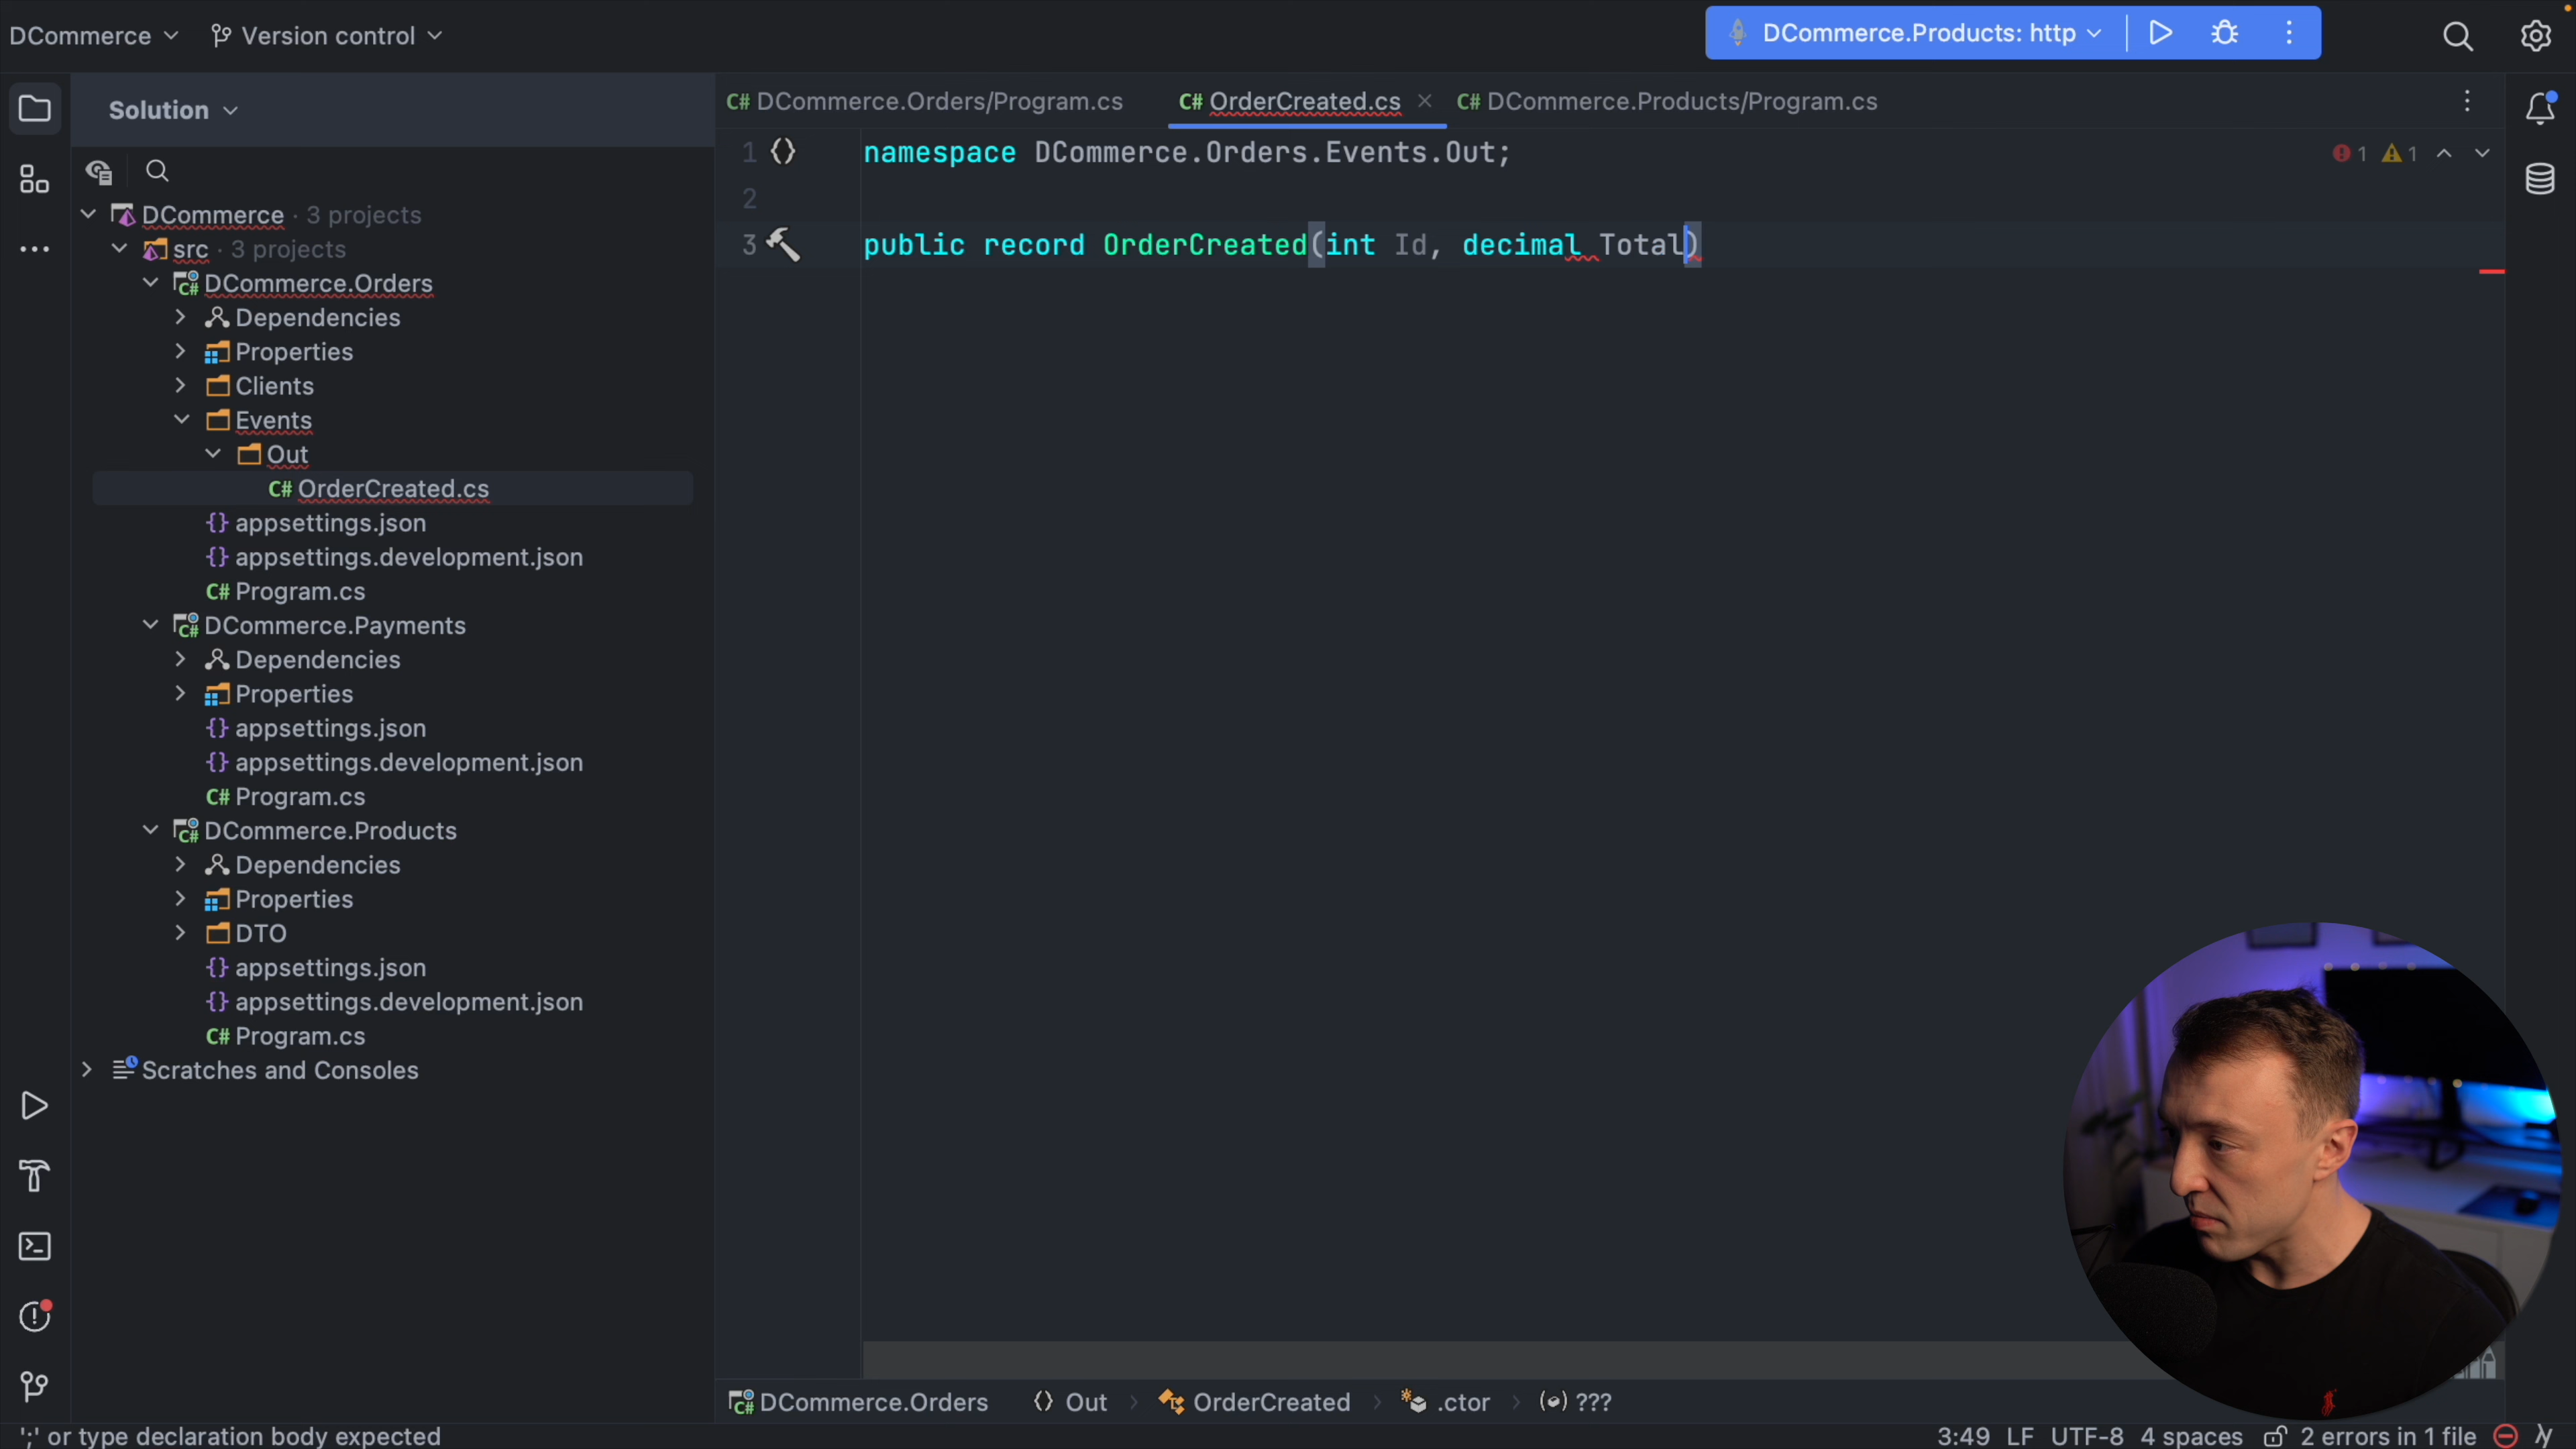 DCommerce
Version control
DCommerce.Products: http
Solution
C# DCommerce.Orders/Program.cs
C# OrderCreated.cs
C# DCommerce.Products/Program.cs
1 namespace DCommerce.Orders.Events.Out;
1 1
2
3 public record OrderCreated(int Id, decimal Total)
DCommerce · 3 projects
src · 3 projects
DCommerce.Orders
Dependencies
Properties
Clients
Events
Out
C# OrderCreated.cs
{} appsettings.json
{} appsettings.development.json
C# Program.cs
DCommerce.Payments
Dependencies
Properties
{} appsettings.json
{} appsettings.development.json
C# Program.cs
DCommerce.Products
Dependencies
Properties
DTO
{} appsettings.json
{} appsettings.development.json
C# Program.cs
Scratches and Consoles
DCommerce.Orders {} Out > OrderCreated > .ctor > ???
';' or type declaration body expected
3:49 LF UTF-8 4 spaces 2 errors in 1 file